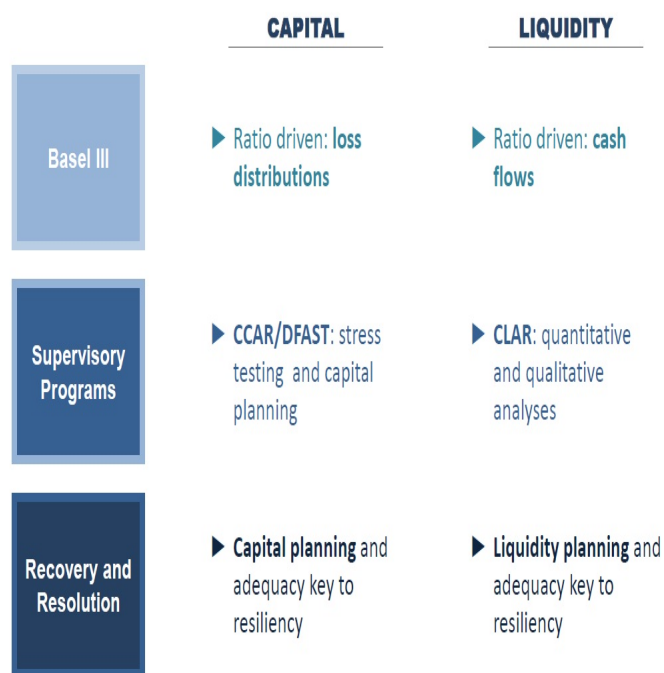 CAPITAL
LIQUIDITY
Basel III
Ratio driven: loss
distributions
Ratio driven: cash
flows
Supervisory
Programs
CCAR/DFAST: stress
testing and capital
planning
CLAR: quantitative
and qualitative
analyses
Recovery and
Resolution
Capital planning and
adequacy key to
resiliency
Liquidity planning and
adequacy key to
resiliency